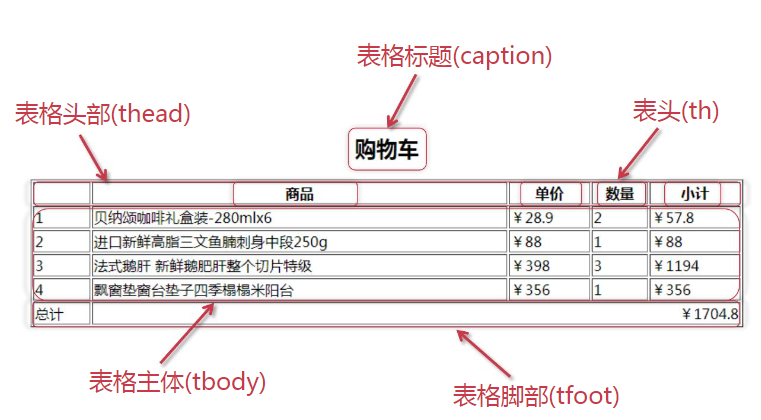 表格标题(caption)
表格头部(thead)
表头(th)
购物车
商品 单价 数量 小计
1 贝纳颂咖啡礼盒装-280mlx6 ￥28.9 2 ￥57.8
2 进口新鲜高脂三文鱼腩刺身中段250g ￥88 1 ￥88
3 法式鹅肝 新鲜鹅肥肝整个切片特级 ￥398 3 ￥1194
4 飘窗垫窗台垫子四季榻榻米阳台 ￥356 1 ￥356
总计 ￥1704.8
表格主体(tbody)
表格脚部(tfoot)